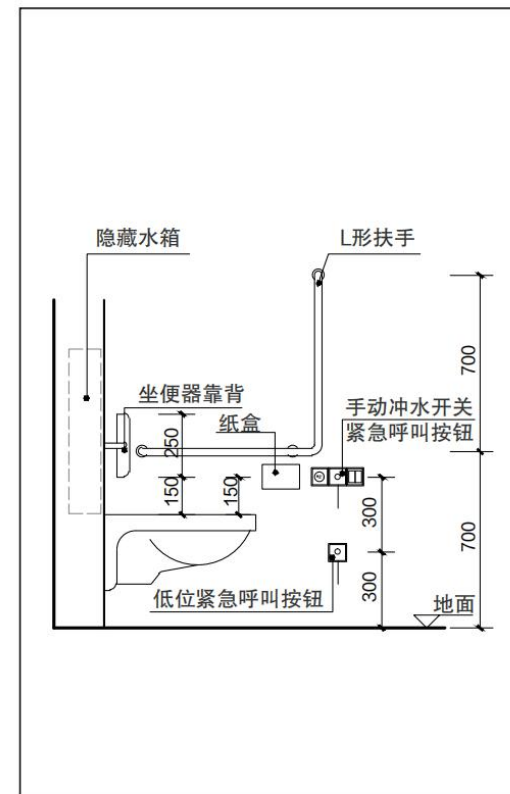 隐藏水箱
L形扶手
坐便器靠背
纸盒
手动冲水开关
紧急呼叫按钮
250
150
150
700
300
700
300
低位紧急呼叫按钮
地面